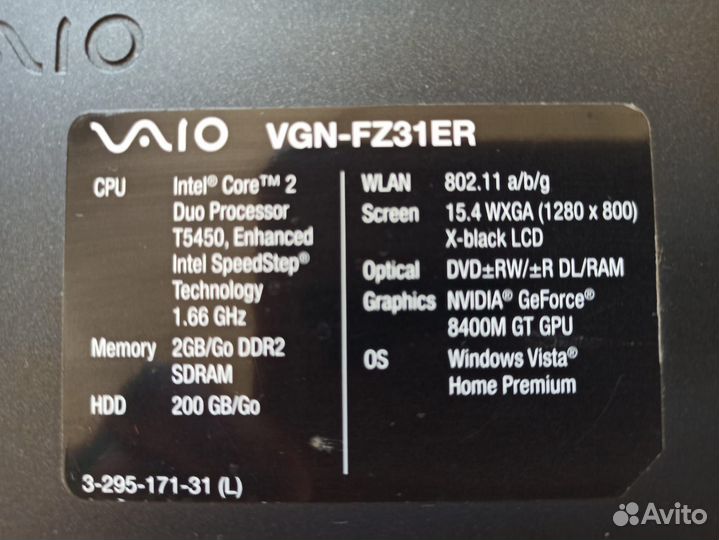 VAIO
VAIO VGN-FZ31ER
CPU Intel® Core™ 2
Duo Processor
T5450, Enhanced
Intel SpeedStep®
Technology
1.66 GHz
Memory 2GB/Go DDR2
SDRAM
HDD 200 GB/Go
3-295-171-31 (L)
WLAN 802.11 a/b/g
Screen 15.4 WXGA (1280 x 800)
X-black LCD
Optical DVD±RW/±R DL/RAM
Graphics NVIDIA® GeForce®
8400M GT GPU
OS Windows Vista®
Home Premium
Avito